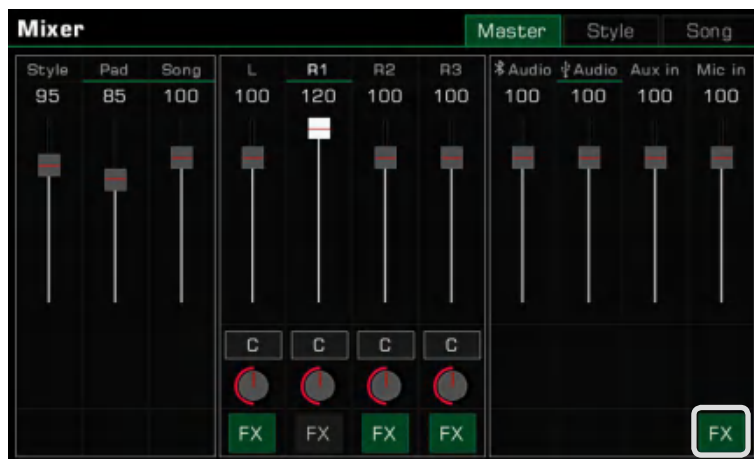 Mixer Master Style Song
Style Pad Song L R1 R2 R3 Audio Audio Aux in Mic in
95 85 100 100 120 100 100 100 100 100 100
C C C C
FX FX FX FX FX